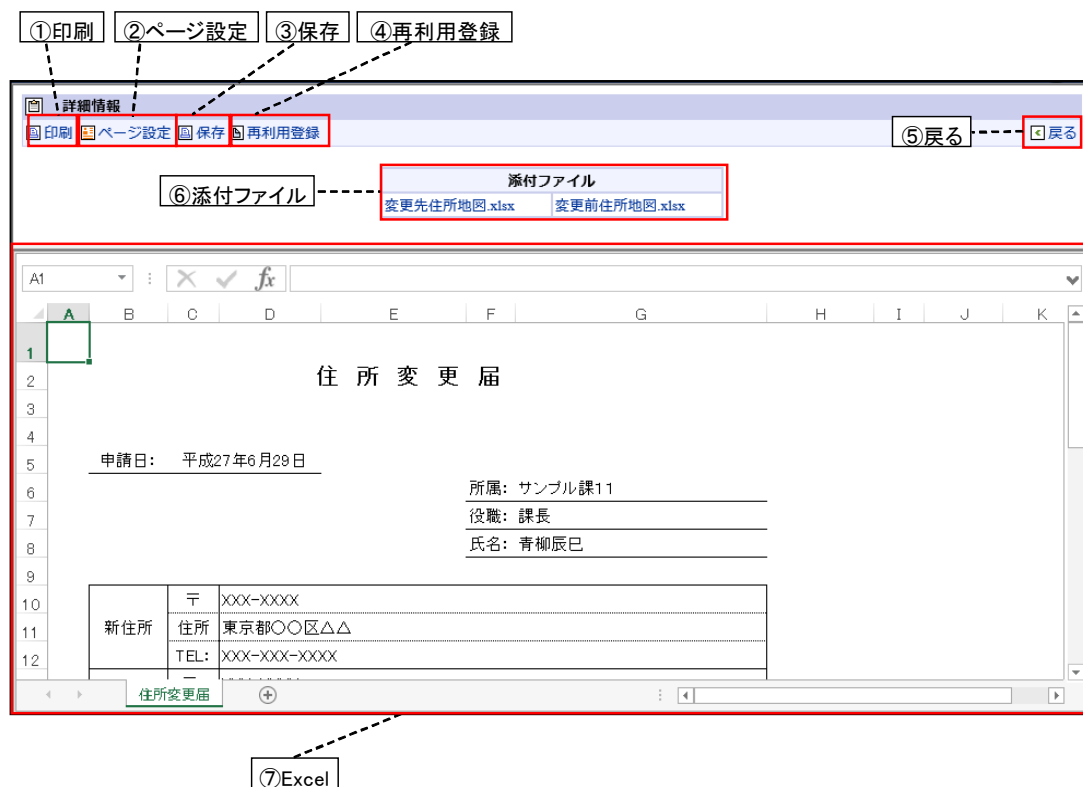 ①印刷 ②ページ設定 ③保存 ④再利用登録
詳細情報
印刷 ページ設定 保存 再利用登録 戻る
⑤戻る
添付ファイル
⑥添付ファイル
変更先住所地図.xlsx 変更前住所地図.xlsx
A1 fx
A B C D E F G H I J K
1
2 住所変更届
3
4
5 申請日: 平成27年6月29日
6 所属: サンプル課11
7 役職: 課長
8 氏名: 青柳辰巳
9
10 〒 XXX-XXXX
11 新住所 住所 東京都〇〇区△△
12 TEL: XXX-XXX-XXXX
住所変更届
⑦Excel